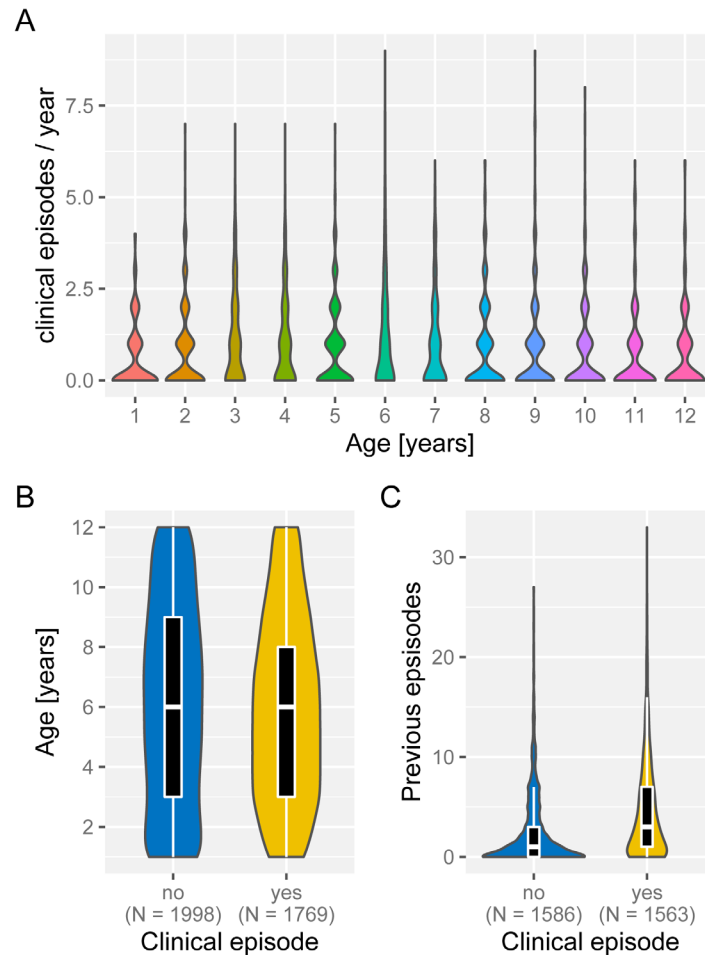 A
clinical episodes / year
7.5
5.0
2.5
0.0
1 2 3 4 5 6 7 8 9 10 11 12
Age [years]
B
Age [years]
12
10
8
6
4
2
no yes
(N = 1998) (N = 1769)
Clinical episode
C
Previous epsisodes
30
20
10
0
no yes
(N = 1586) (N = 1563)
Clinical episode